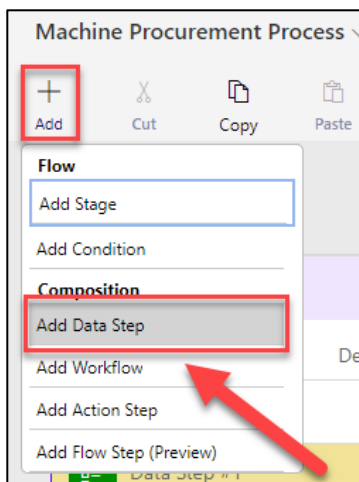 Machine Procurement Process
Add Cut Copy Paste
Flow
Add Stage
Add Condition
Composition
Add Data Step
De
Add Workflow
Add Action Step
Add Flow Step (Preview)
Data Step #1